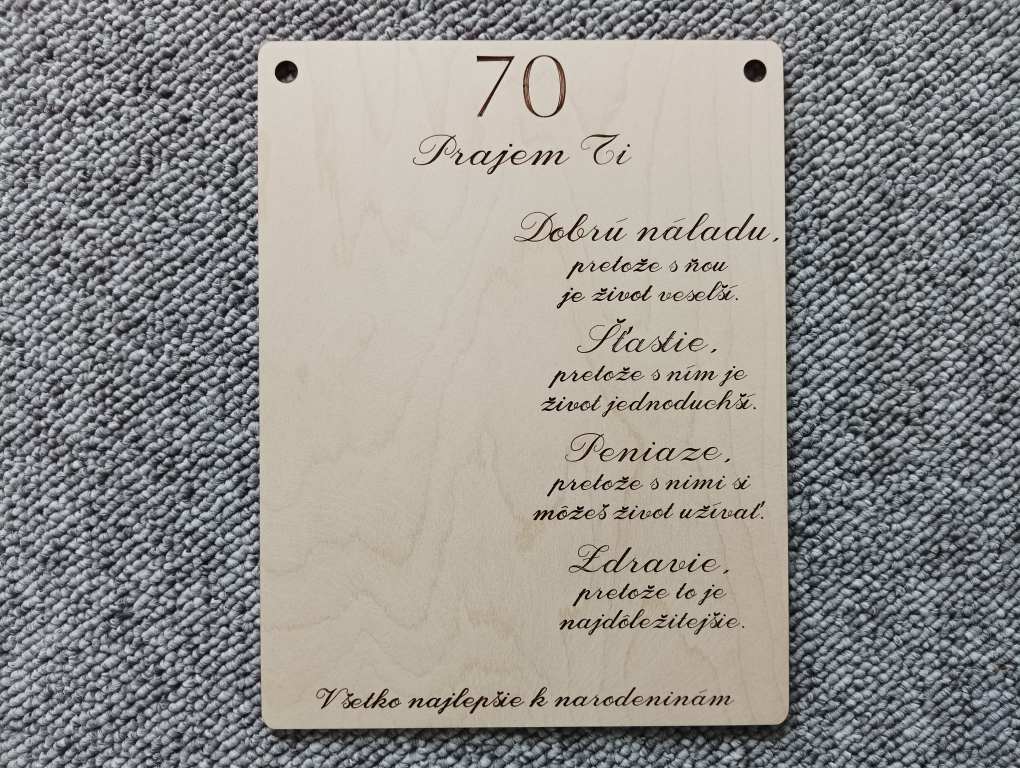 70
Prajem Ti
Dobrú náladu,
pretože s ňou
je život veselší.
Šťastie,
pretože s ním je
život jednoduchší.
Peniaze,
pretože s nimi si
môžeš život užívať.
Zdravie,
pretože to je
najdôležitejšie.
Všetko najlepšie k narodeninám